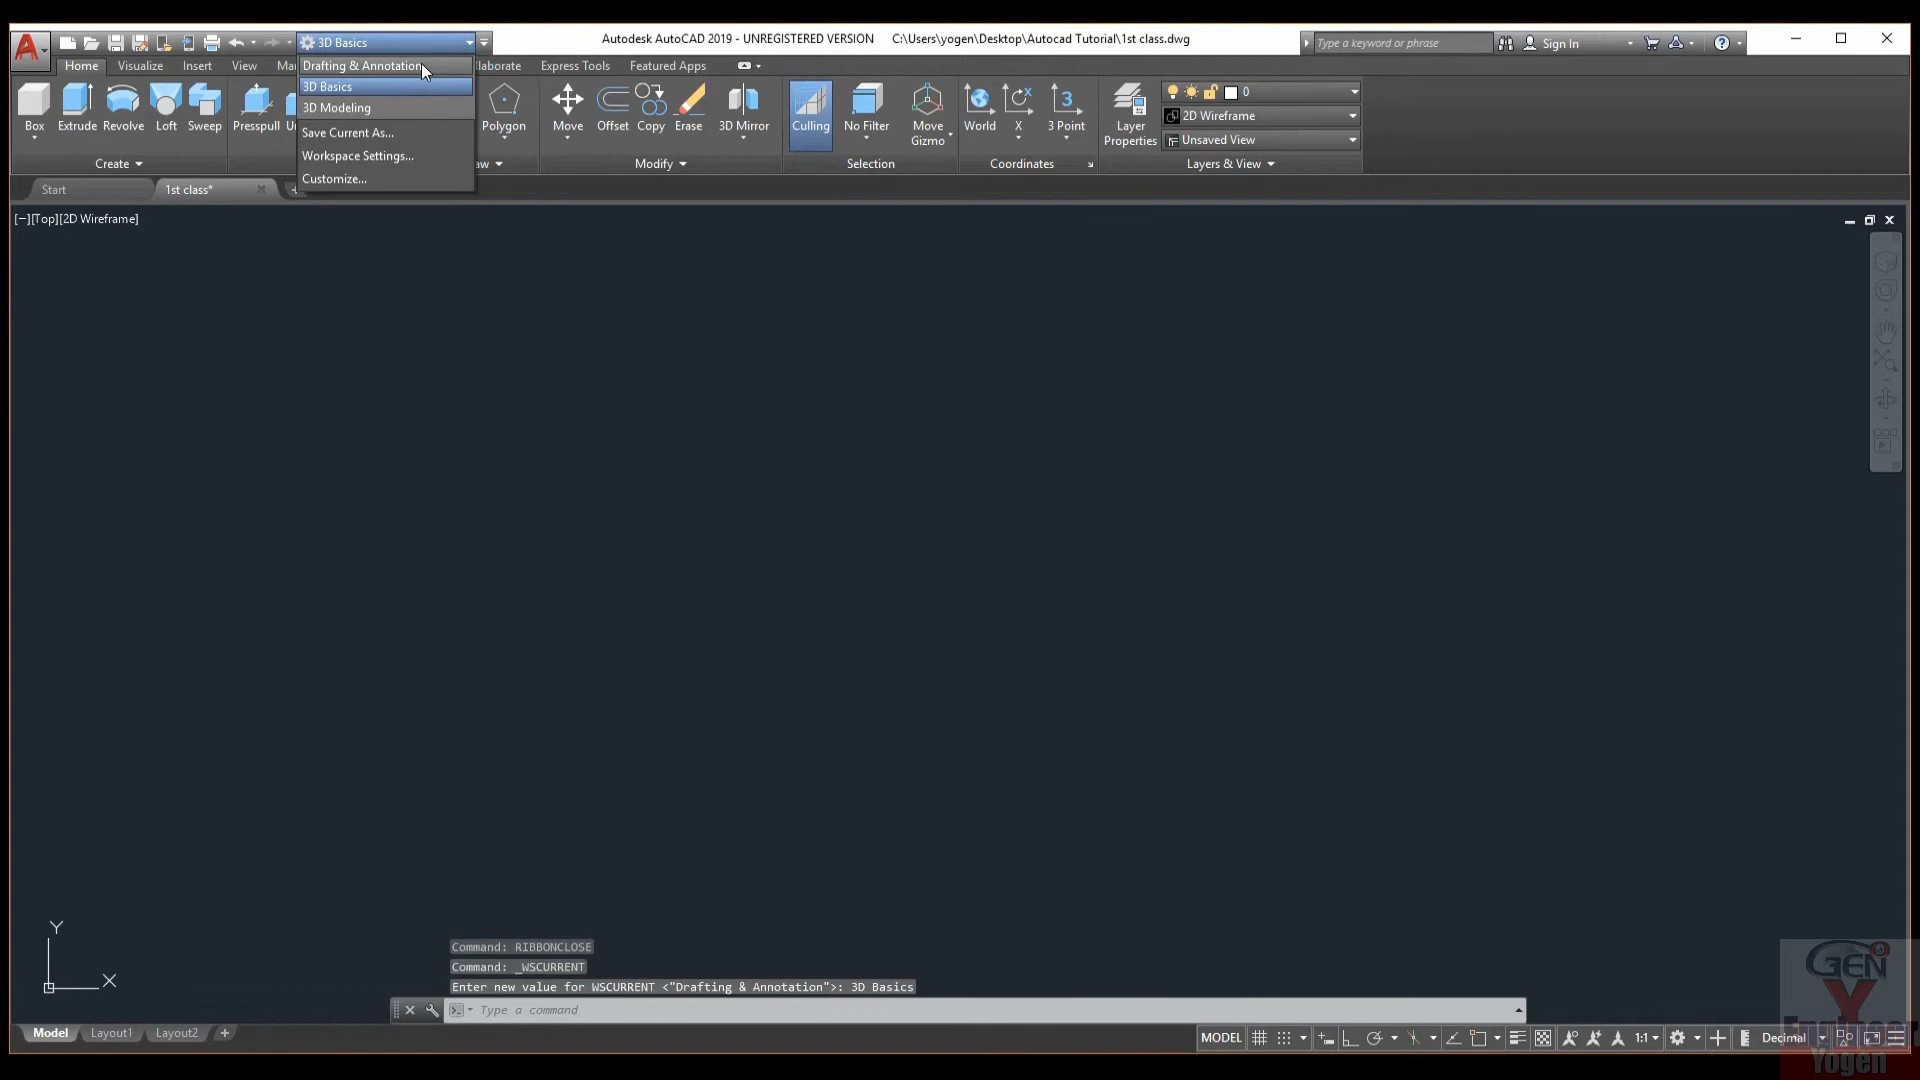 3D Basics
Autodesk AutoCAD 2019 - UNREGISTERED VERSION C:\Users\yogen\Desktop\Autocad Tutorial\1st class.dwg
Type a keyword or phrase
Sign In
Home Visualize Insert View Express Tools Featured Apps
Drafting & Annotation
3D Basics
3D Modeling
Save Current As...
Workspace Settings...
Customize...
Box Extrude Revolve Loft Sweep Presspull
Polygon
Move Offset Copy Erase 3D Mirror
Culling No Filter Move Gizmo
World X 3 Point
Layer Properties
0
2D Wireframe
Unsaved View
Create Modify Selection Coordinates Layers & View
Start 1st class*
[−][Top][2D Wireframe]
Y
X
Command: RIBBONCLOSE
Command: _WSCURRENT
Enter new value for WSCURRENT <"Drafting & Annotation">: 3D Basics
Type a command
Model Layout1 Layout2 +
MODEL 1:1 Decimal
GEN
Y
Engineer
Yogen